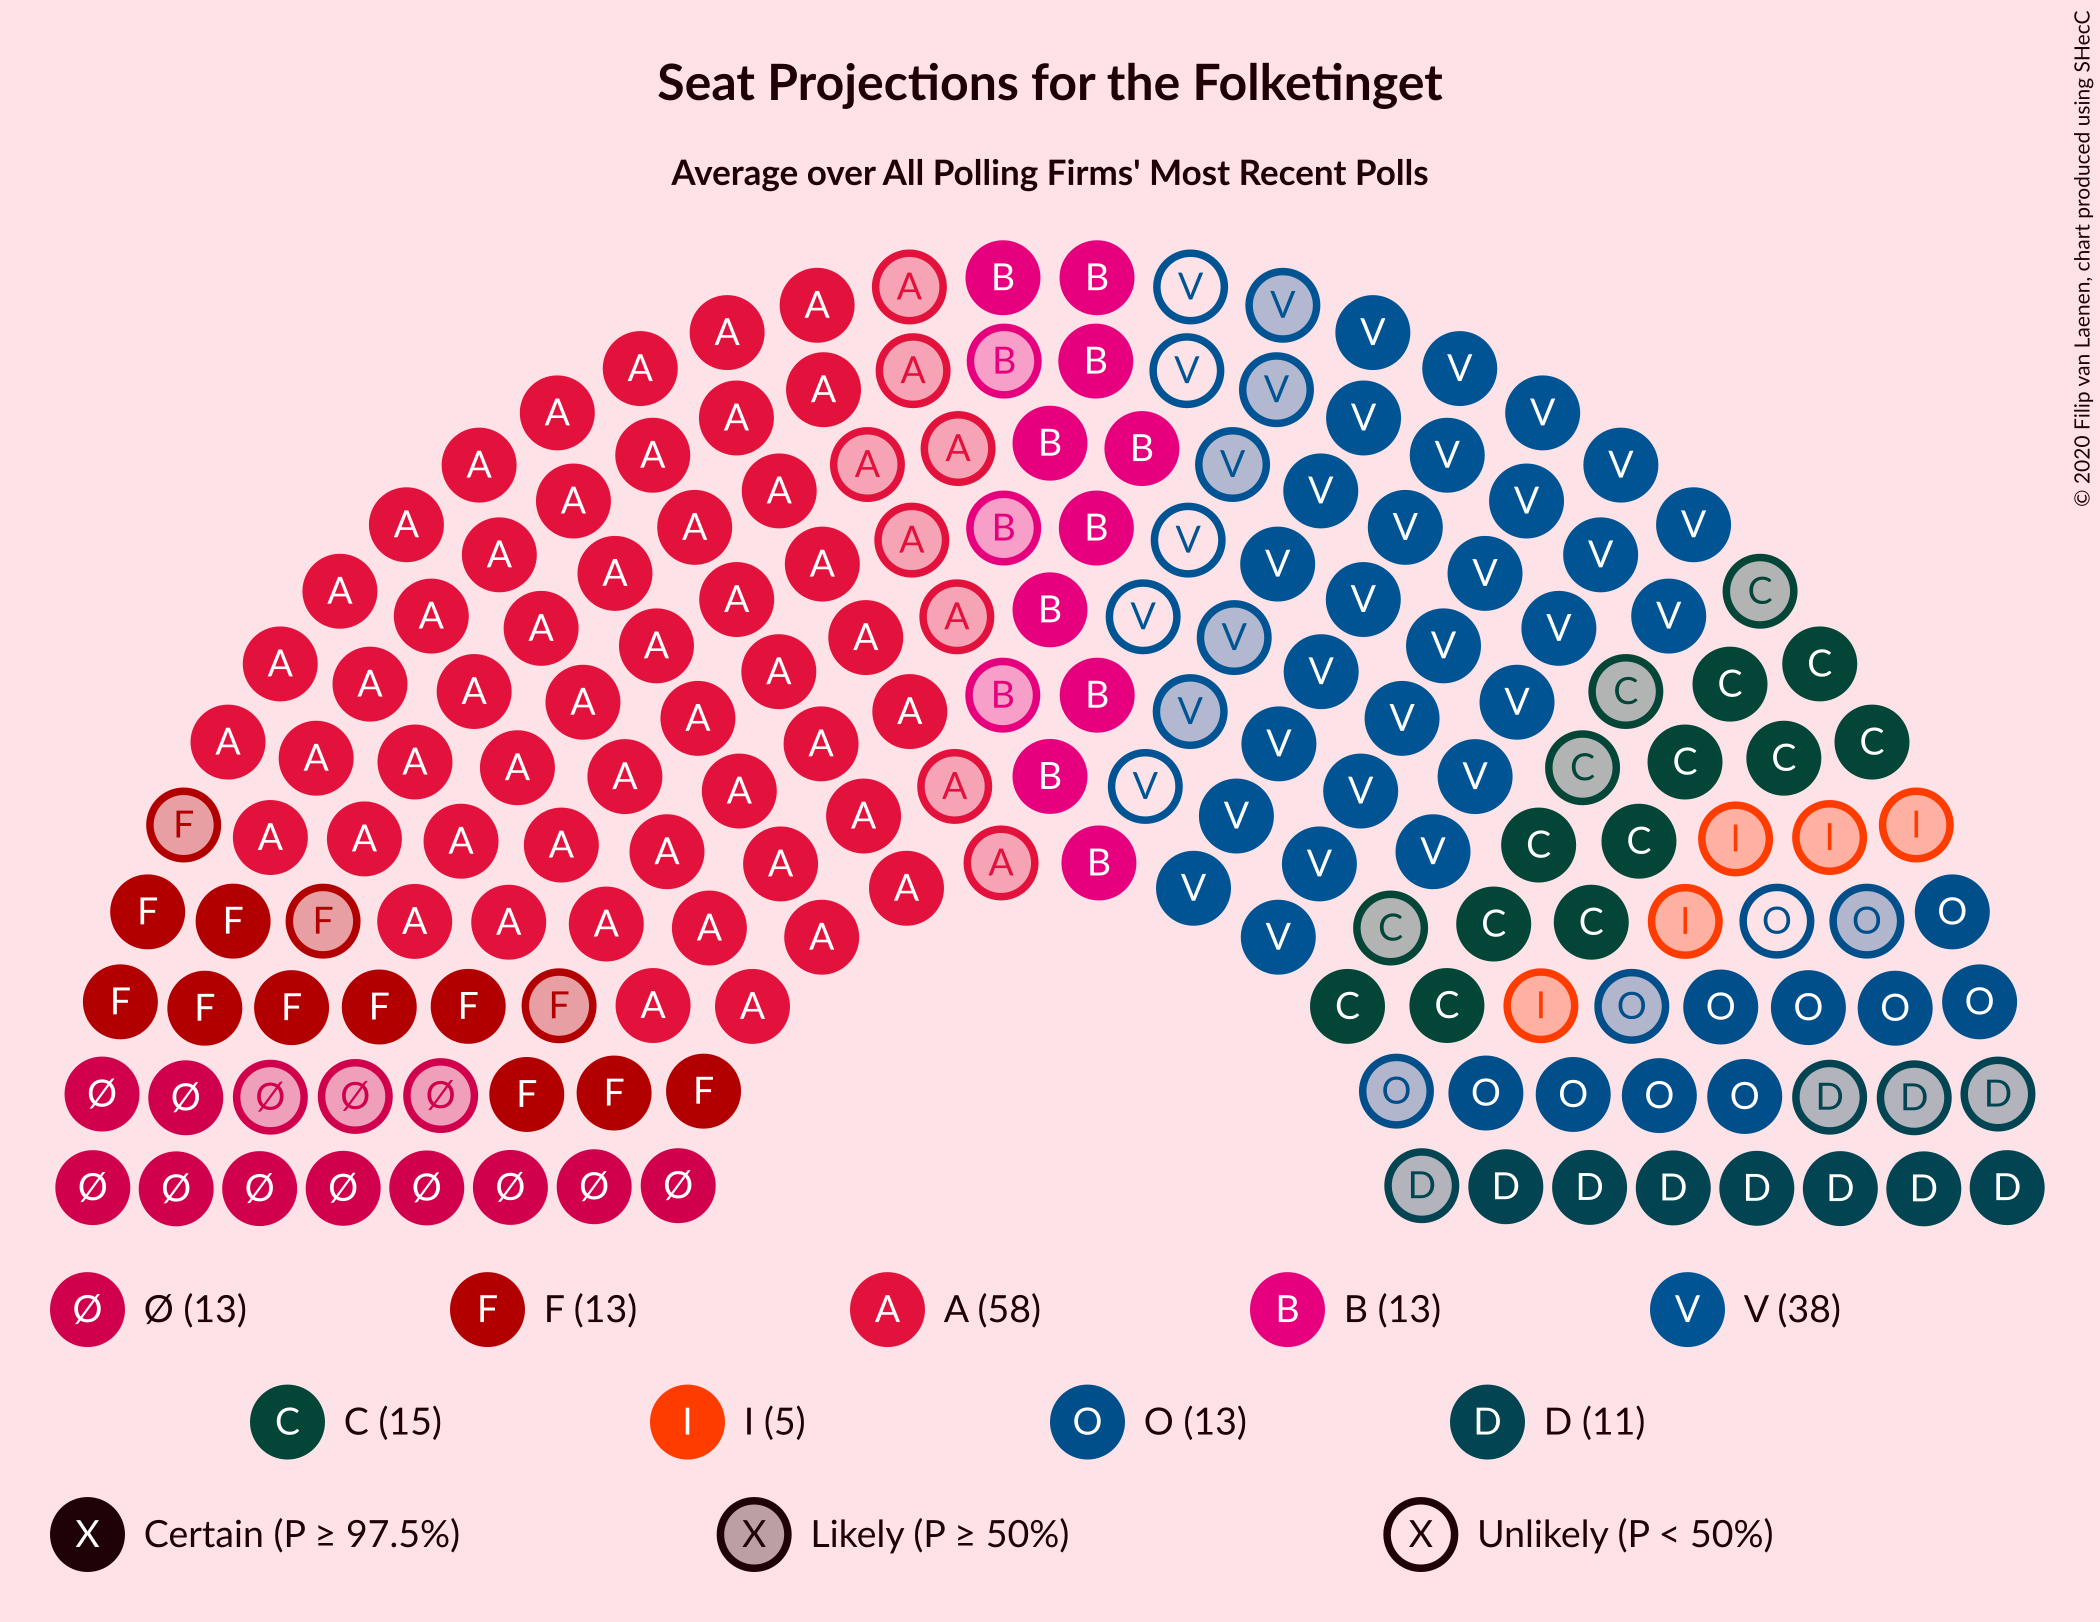 © 2020 Filip van Laenen, chart produced using SHecC
Seat Projections for the Folketinget
Average over All Polling Firms' Most Recent Polls
A A B B V V
A A A B B V V V
A A A V V V
A A A A B B V V V
A A A A B B V V V V
A A A A V V V V
A A A A A B V V V V C
A A A V V C
A A A A B B V V C C
A A A A V V V C
A A A A A A B V V V C C C
F A A A A A A A A B V V V C C I I I
F F F A A A A A A V V C C C I O O O
F F F F F F A A C C I O O O O O
Ø Ø Ø Ø Ø F F F O O O O O D D D
Ø Ø Ø Ø Ø Ø Ø Ø D D D D D D D D
Ø Ø (13) F F (13) A A (58) B B (13) V V (38)
C C (15) I I (5) O O (13) D D (11)
X Certain (P ≥ 97.5%) X Likely (P ≥ 50%) X Unlikely (P < 50%)